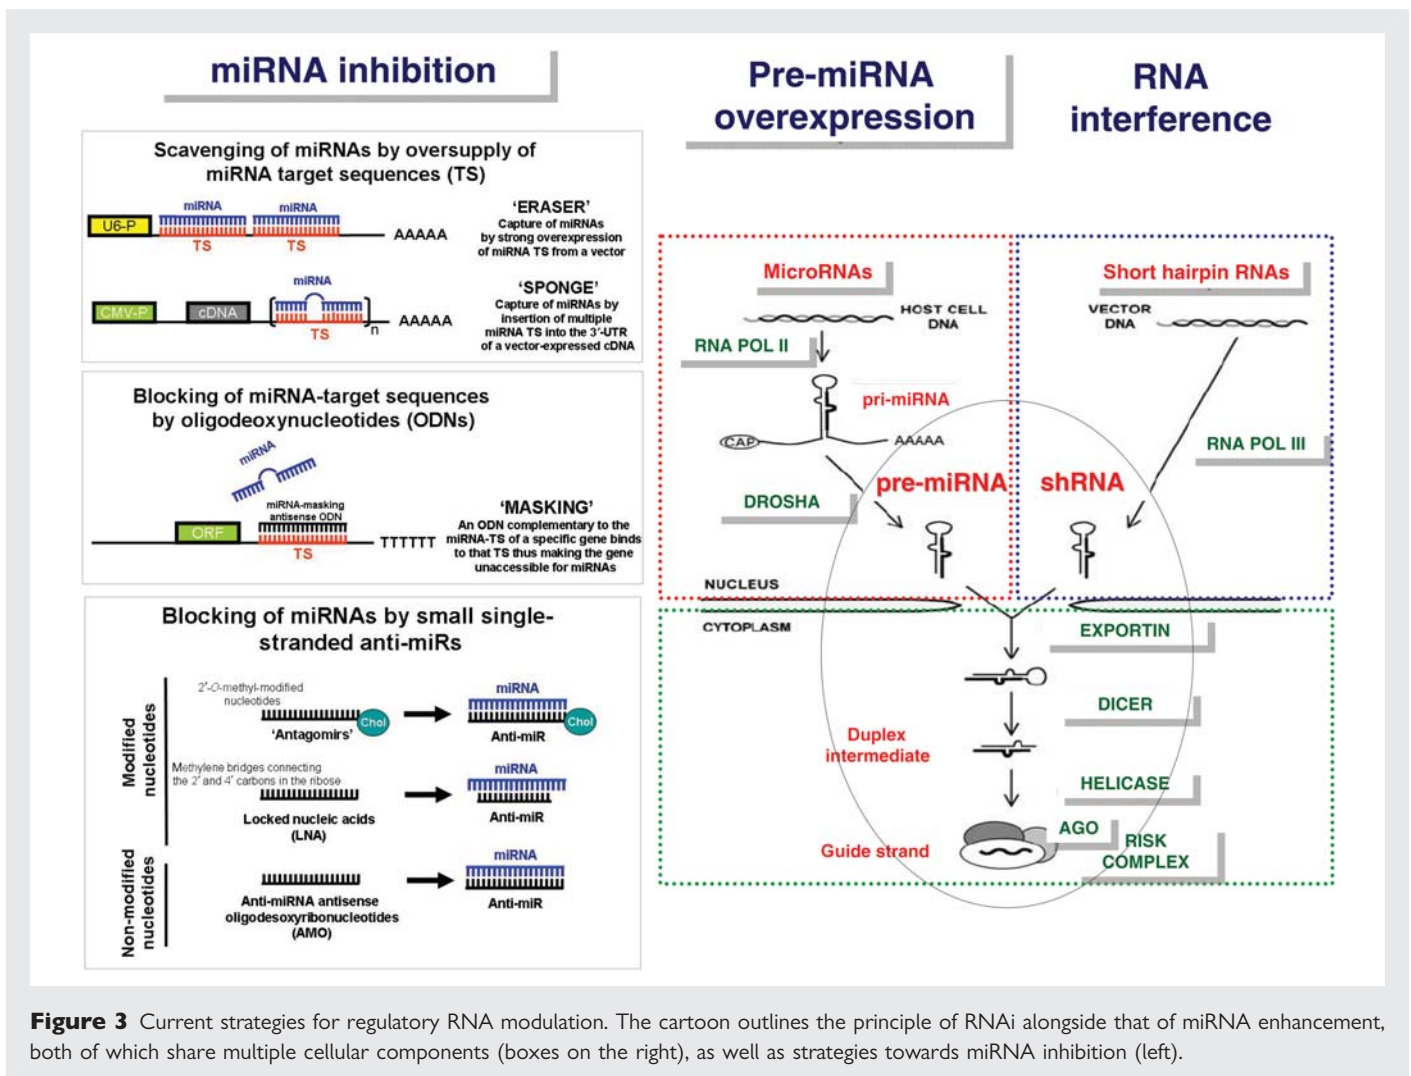 miRNA inhibition
Scavenging of miRNAs by oversupply of
miRNA target sequences (TS)
miRNA miRNA
U6-P
TS TS
AAAAA
‘ERASER’
Capture of miRNAs
by strong overexpression
of miRNA TS from a vector
miRNA
CMV-P cDNA
TS
n
AAAAA
‘SPONGE’
Capture of miRNAs by
insertion of multiple
miRNA TS into the 3′-UTR
of a vector-expressed cDNA
Blocking of miRNA-target sequences
by oligodeoxynucleotides (ODNs)
miRNA
miRNA-masking
antisense ODN
ORF
TS
TTTTTT
‘MASKING’
An ODN complementary to the
miRNA-TS of a specific gene binds
to that TS thus making the gene
unaccessible for miRNAs
Blocking of miRNAs by small single-
stranded anti-miRs
Modified
nucleotides
2′-O-methyl-modified
nucleotides
Chol
‘Antagomirs’
miRNA
Chol
Anti-miR
Methylene bridges connecting
the 2′ and 4′ carbons in the ribose
Locked nucleic acids
(LNA)
miRNA
Anti-miR
Non-modified
nucleotides
Anti-miRNA antisense
oligodesoxyribonucleotides
(AMO)
miRNA
Anti-miR
Pre-miRNA
overexpression
RNA
interference
MicroRNAs
HOST CELL
DNA
RNA POL II
pri-miRNA
CAP
AAAAA
DROSHA
pre-miRNA
Short hairpin RNAs
VECTOR
DNA
RNA POL III
shRNA
NUCLEUS
CYTOPLASM
EXPORTIN
DICER
Duplex
intermediate
HELICASE
AGO
Guide strand
RISK
COMPLEX
Figure 3 Current strategies for regulatory RNA modulation. The cartoon outlines the principle of RNAi alongside that of miRNA enhancement,
both of which share multiple cellular components (boxes on the right), as well as strategies towards miRNA inhibition (left).